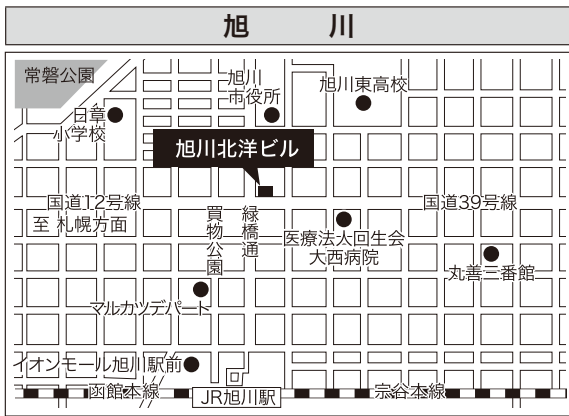 旭川
常磐公園
旭川
市役所
旭川東高校
日章
小学校
旭川北洋ビル
国道12号線
至 札幌方面
買物公園
緑橋通
国道39号線
医療法人回生会
大西病院
丸善三番館
マルカツデパート
イオンモール旭川駅前
函館本線
JR旭川駅
宗谷本線